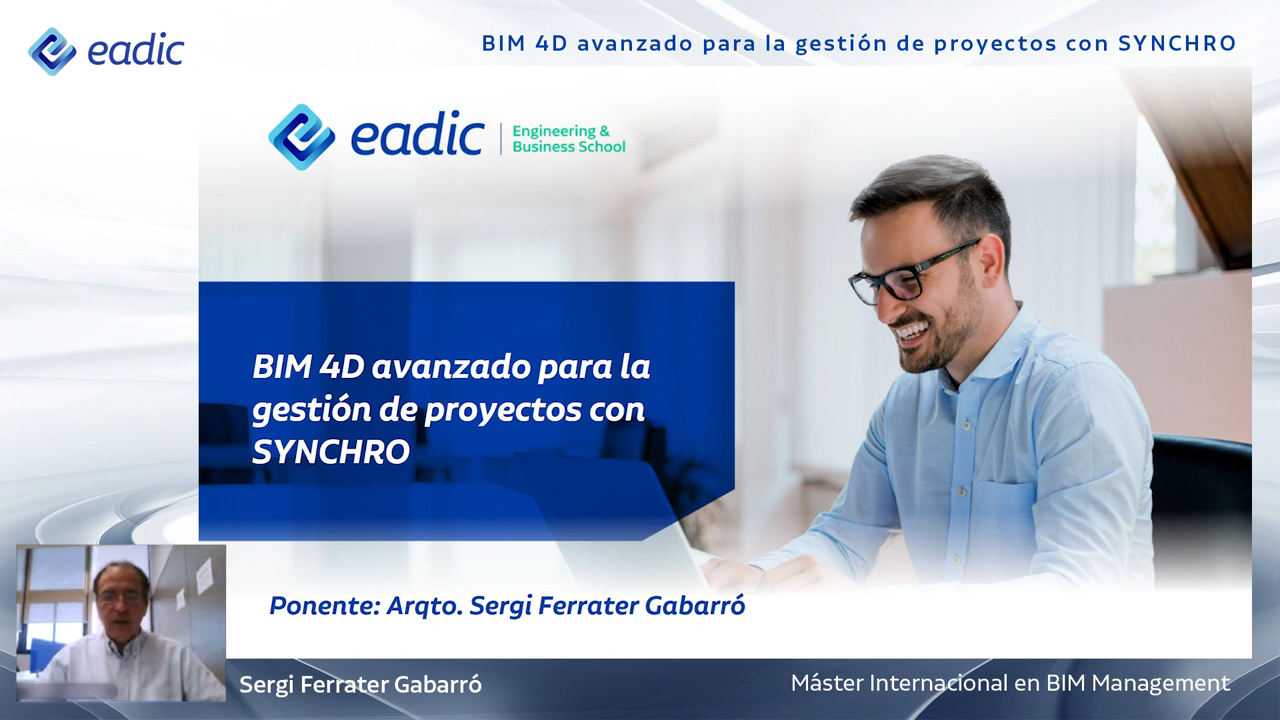 eadic
BIM 4D avanzado para la gestión de proyectos con SYNCHRO
eadic
Engineering &
Business School
BIM 4D avanzado para la
gestión de proyectos con
SYNCHRO
Ponente: Arqto. Sergi Ferrater Gabarró
Sergi Ferrater Gabarró
Máster Internacional en BIM Management